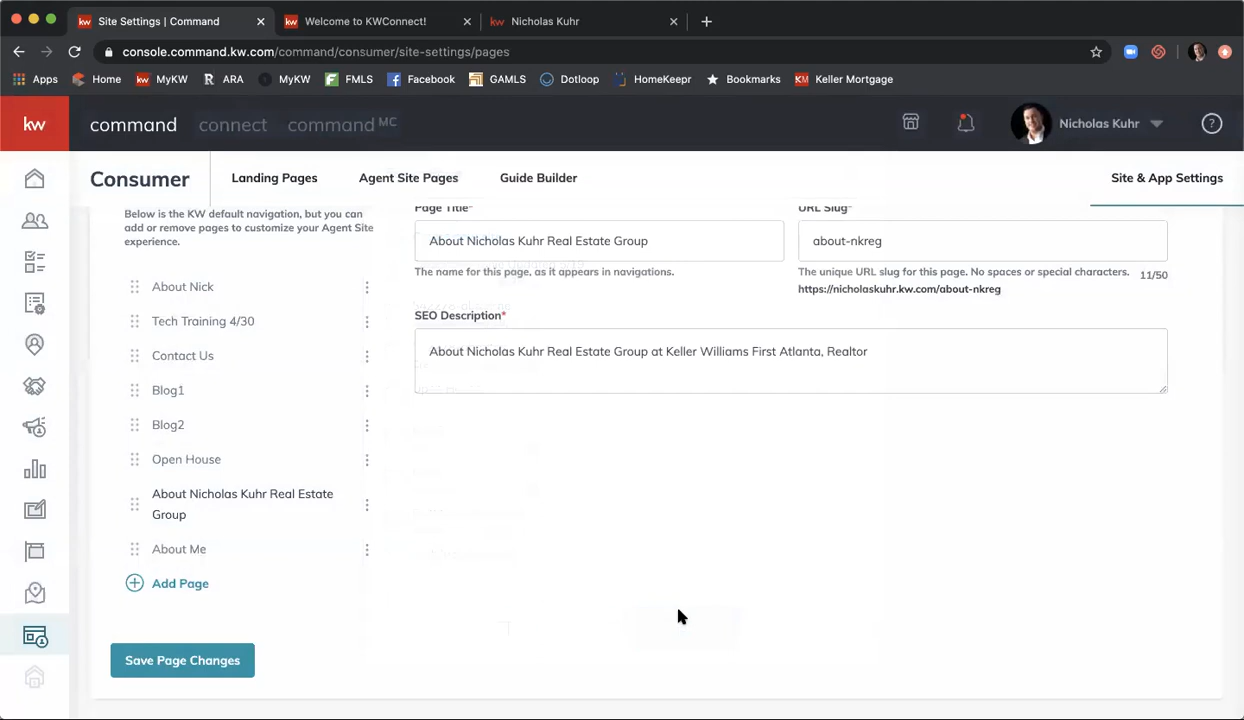 Site Settings | Command
Welcome to KWConnect!
Nicholas Kuhr
console.command.kw.com/command/consumer/site-settings/pages
Apps
Home
MyKW
ARA
MyKW
FMLS
Facebook
GAMLS
Dotloop
HomeKeepr
Bookmarks
Keller Mortgage
kw
command
connect
command MC
Nicholas Kuhr
Consumer
Landing Pages
Agent Site Pages
Guide Builder
Site & App Settings
Below is the KW default navigation, but you can
add or remove pages to customize your Agent Site
experience.
About Nick
Tech Training 4/30
Contact Us
Blog1
Blog2
Open House
About Nicholas Kuhr Real Estate
Group
About Me
Add Page
Save Page Changes
Page Title*
About Nicholas Kuhr Real Estate Group
The name for this page, as it appears in navigations.
URL Slug*
about-nkreg
The unique URL slug for this page. No spaces or special characters.
11/50
https://nicholaskuhr.kw.com/about-nkreg
SEO Description*
About Nicholas Kuhr Real Estate Group at Keller Williams First Atlanta, Realtor